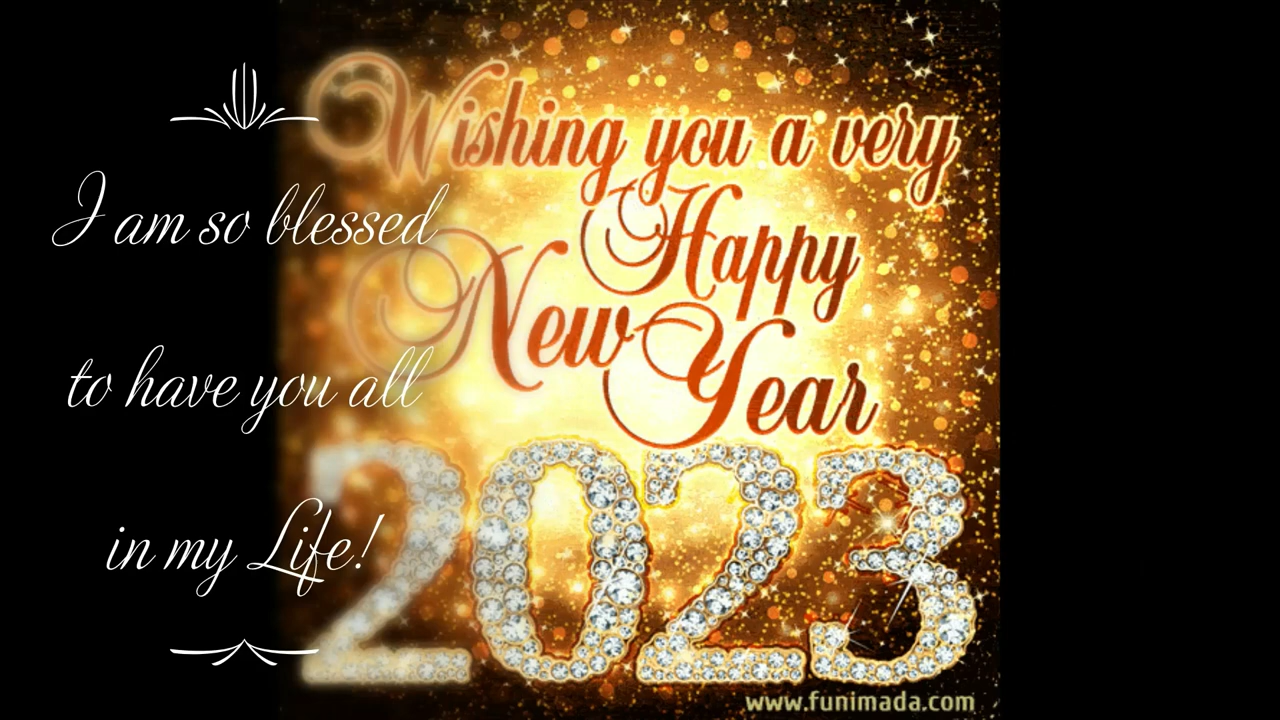 I am so blessed
to have you all
in my Life!
Wishing you a very
Happy
New Year
2023
www.funimada.com